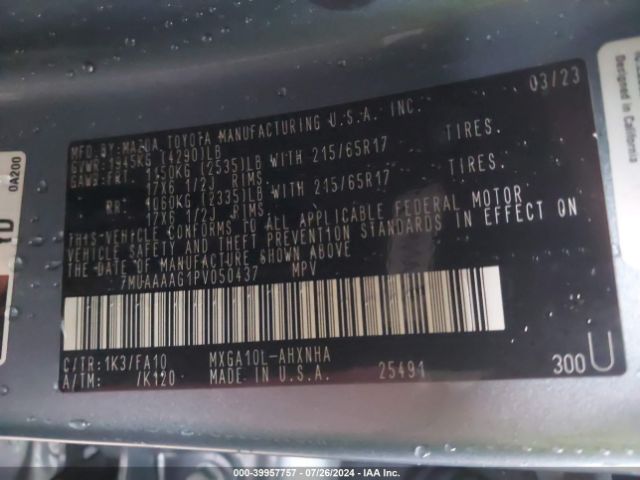 03/23
MFD.BY:MAZDA TOYOTA MANUFACTURING U.S.A. INC.
GVWR 1945KG (4290)LB
GAWR FRT 1150KG (2535)LB WITH 215/65R17 TIRES.
17X6 1/2J RIMS
RR 1060KG (2335)LB WITH 215/65R17 TIRES.
17X6 1/2J RIMS
THIS VEHICLE CONFORMS TO ALL APPLICABLE FEDERAL MOTOR
VEHICLE SAFETY AND THEFT PREVENTION STANDARDS IN EFFECT ON
THE DATE OF MANUFACTURE SHOWN ABOVE
7MUAAAAG1PV050437 MPV
C/TR:1K3/FA10 MXGA10L-AHXNHA
A/TM: /K120 MADE IN U.S.A. 25491 300U
0A200
YD
Designed in California
000-39957757 - 07/26/2024 - IAA Inc.